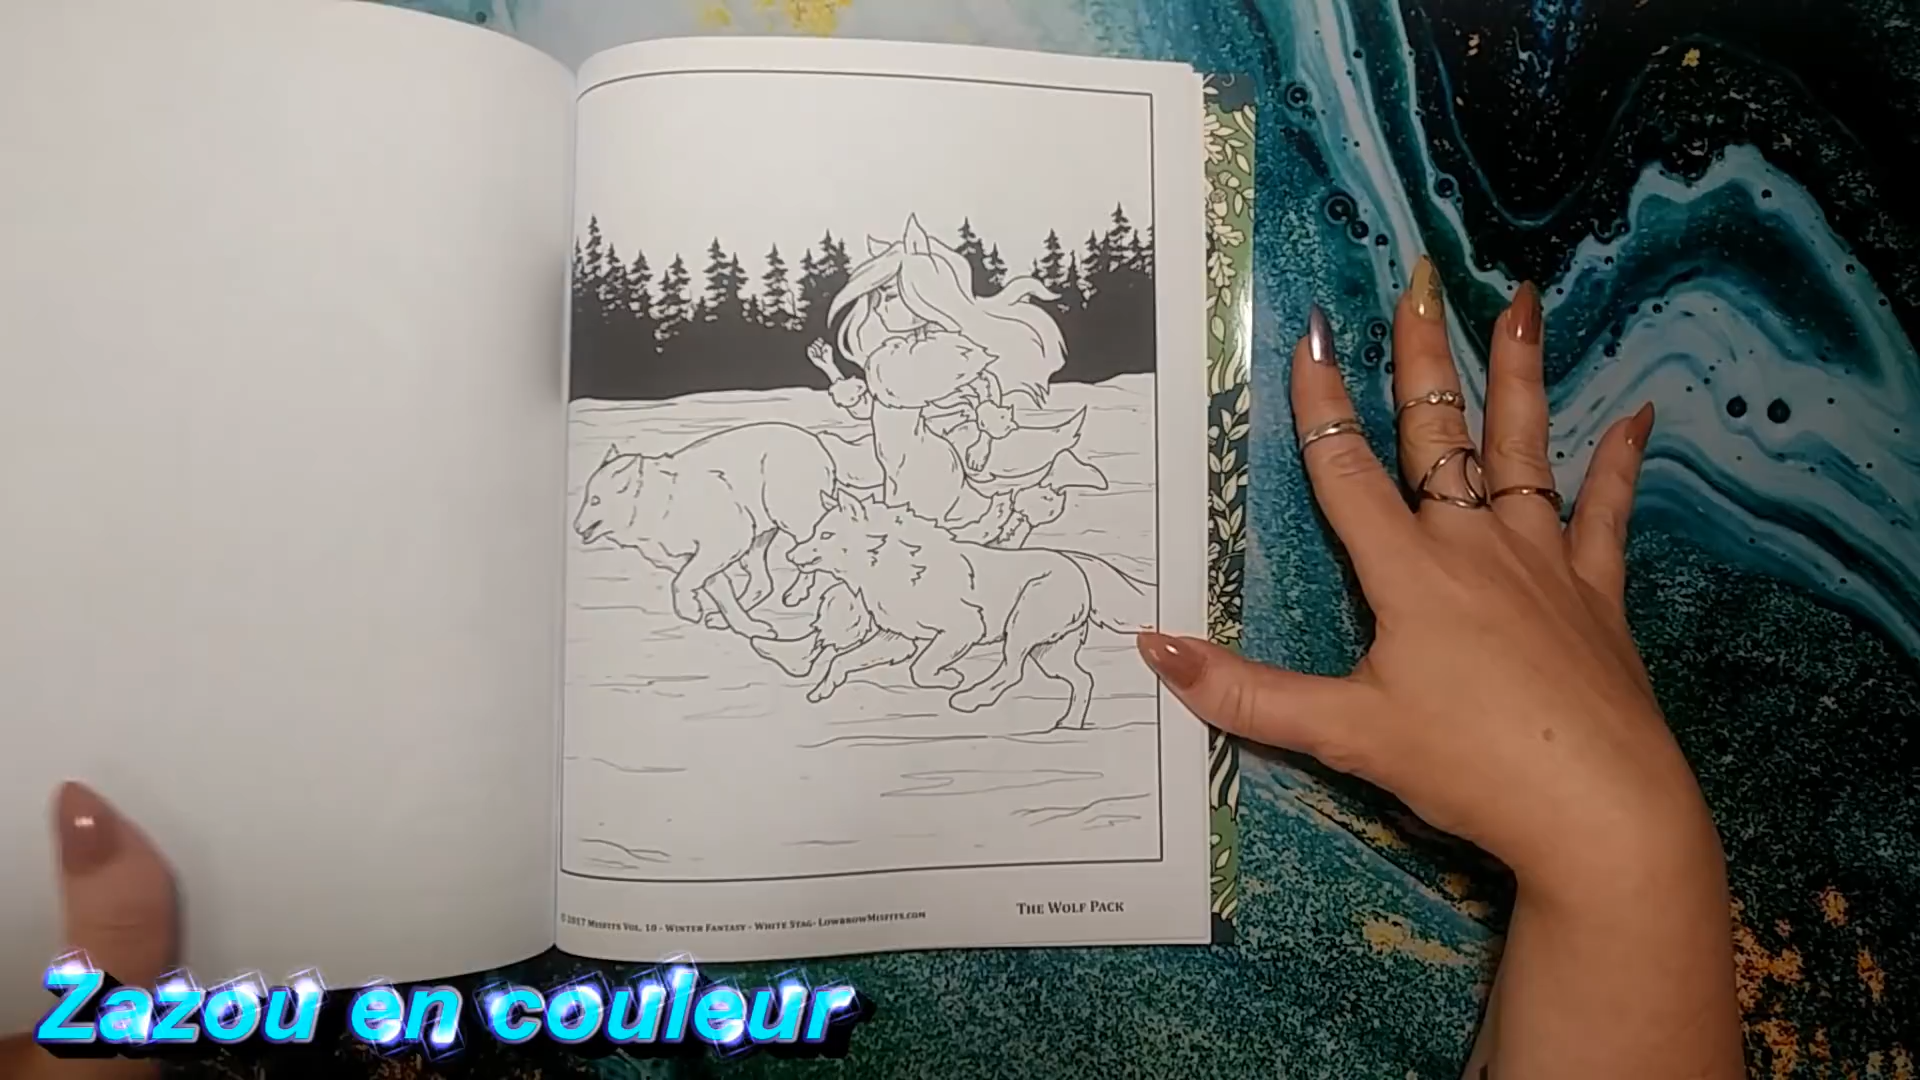 © 2017 Misfits Vol. 10 - Winter Fantasy - White Stag- LowbrowMisfits.com
The Wolf Pack
Zazou en couleur